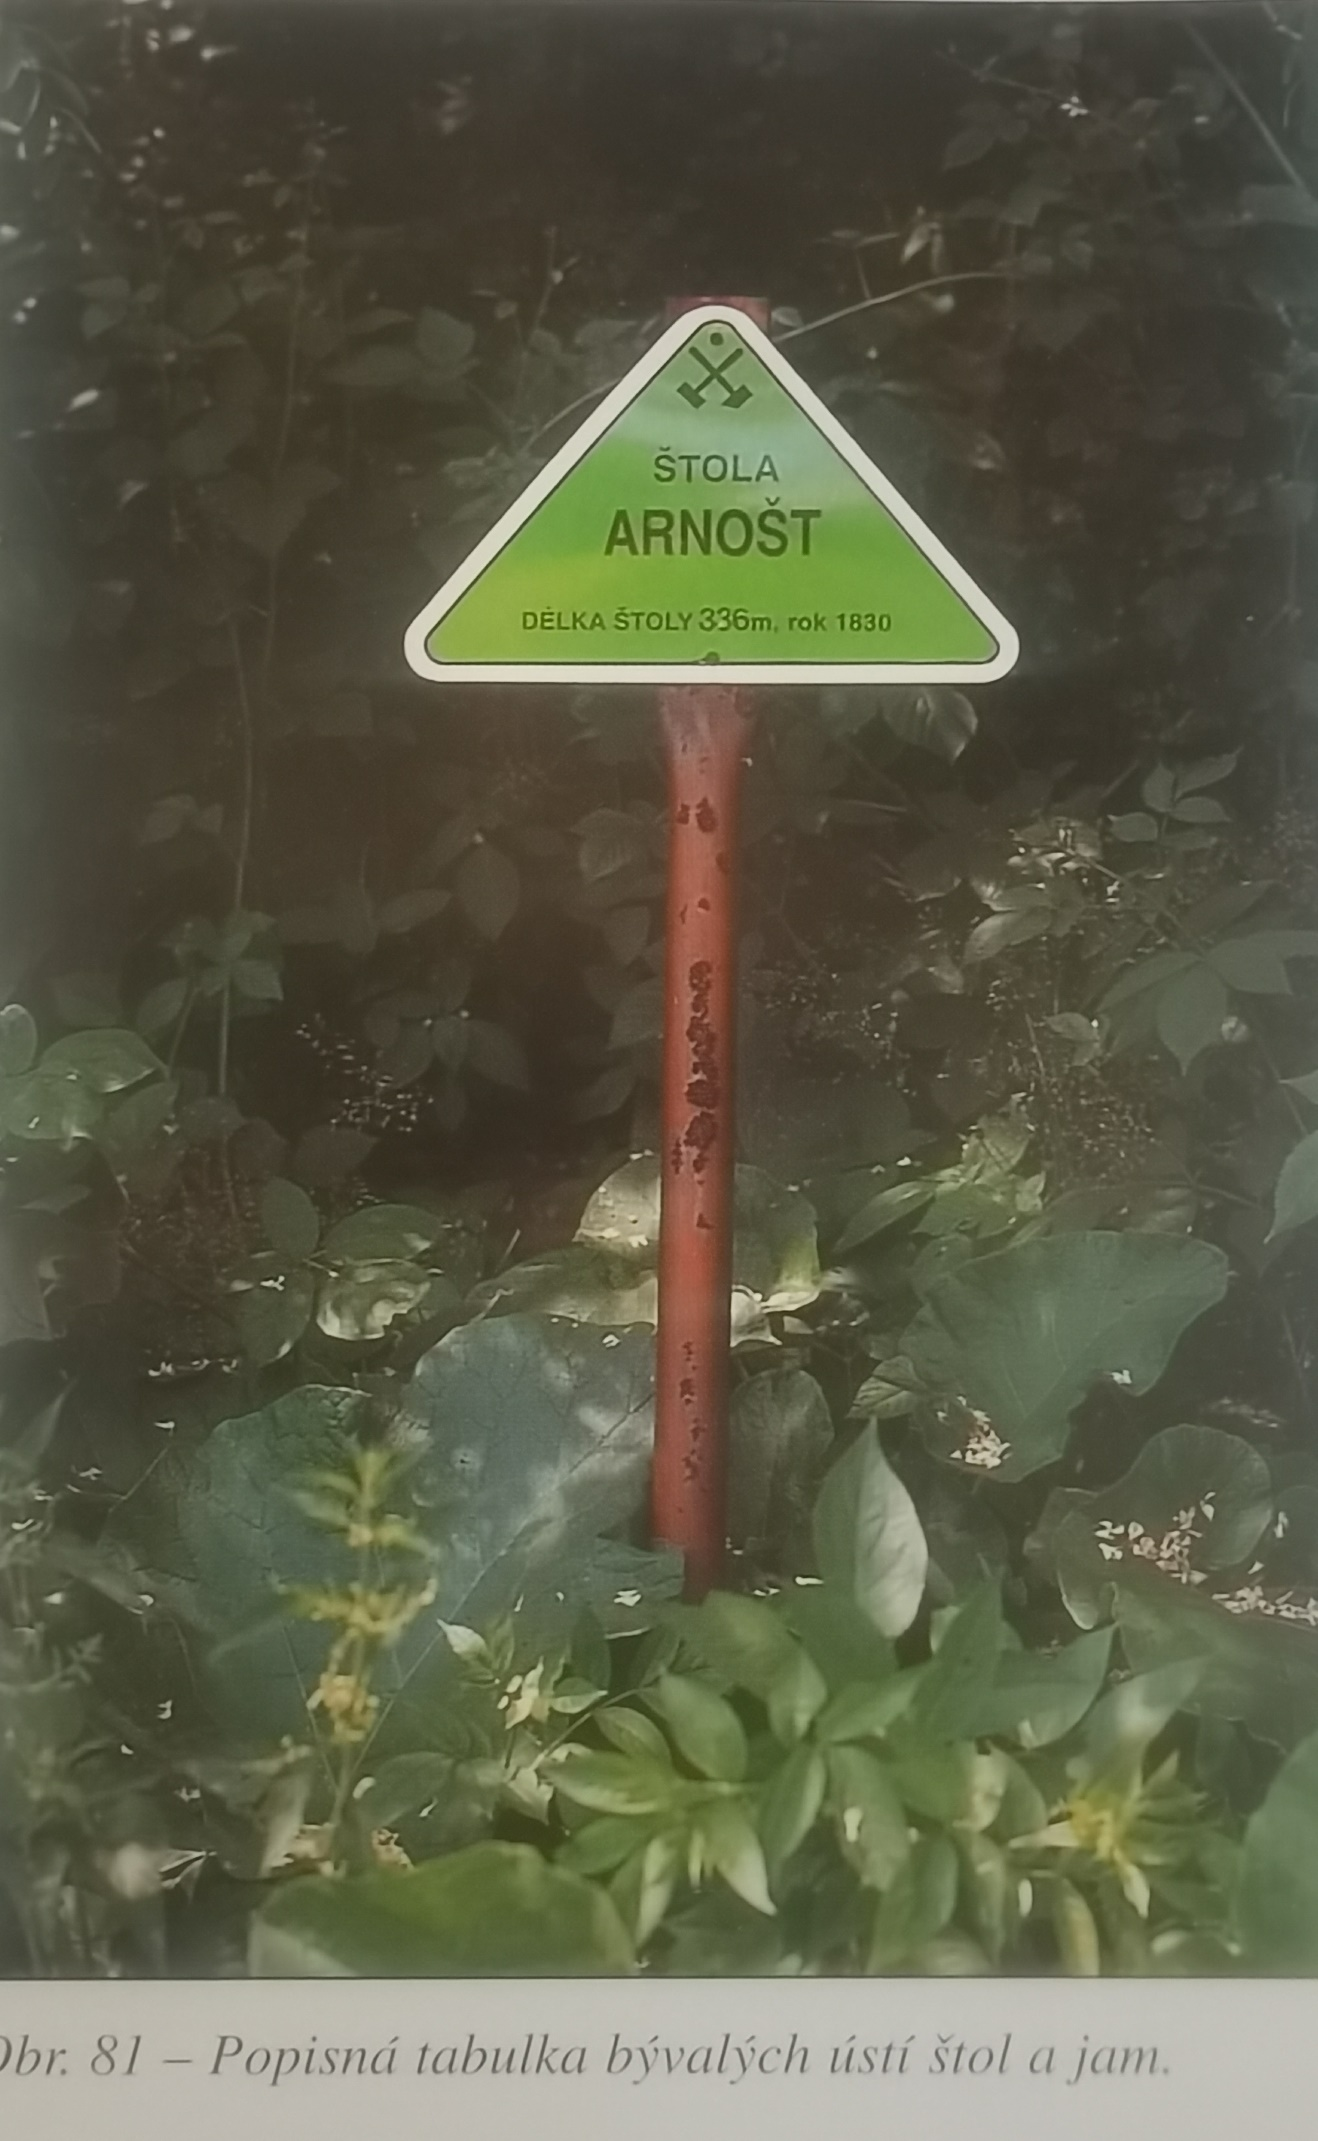 ŠTOLA
ARNOŠT
DÉLKA ŠTOLY 336m, rok 1830
Obr. 81 – Popisná tabulka bývalých ústí štol a jam.